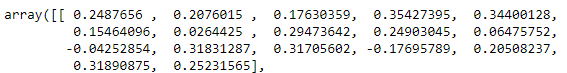 array([[ 0.2487656 ,  0.2076015 ,  0.17630359,  0.35427395,  0.34400128,
         0.15464096,  0.0264425 ,  0.29473642,  0.24903045,  0.06475752,
        -0.04252854,  0.31831287,  0.31705602, -0.17695789,  0.20508237,
         0.31890875,  0.25231565],